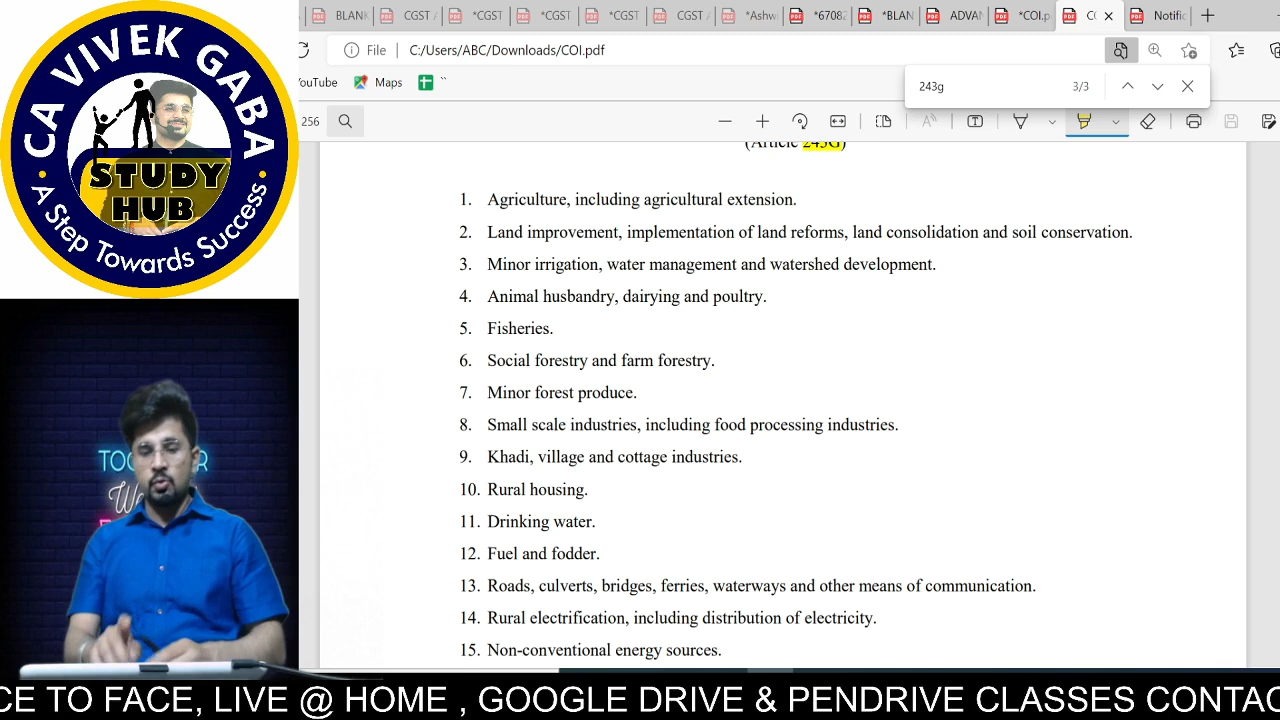 CA VIVEK GABA
STUDY
HUB
A Step Towards Success
BLANK
CGST
*CGST
*CGST
CGST
CGST
*Ashw
*BLAN
ADVAN
*COI.p
Notific
File
C:/Users/ABC/Downloads/COI.pdf
YouTube
Maps
243g
3/3
256
(Article 243G)
1. Agriculture, including agricultural extension.
2. Land improvement, implementation of land reforms, land consolidation and soil conservation.
3. Minor irrigation, water management and watershed development.
4. Animal husbandry, dairying and poultry.
5. Fisheries.
6. Social forestry and farm forestry.
7. Minor forest produce.
8. Small scale industries, including food processing industries.
9. Khadi, village and cottage industries.
10. Rural housing.
11. Drinking water.
12. Fuel and fodder.
13. Roads, culverts, bridges, ferries, waterways and other means of communication.
14. Rural electrification, including distribution of electricity.
15. Non-conventional energy sources.
CE TO FACE, LIVE @ HOME , GOOGLE DRIVE & PENDRIVE CLASSES CONTAC